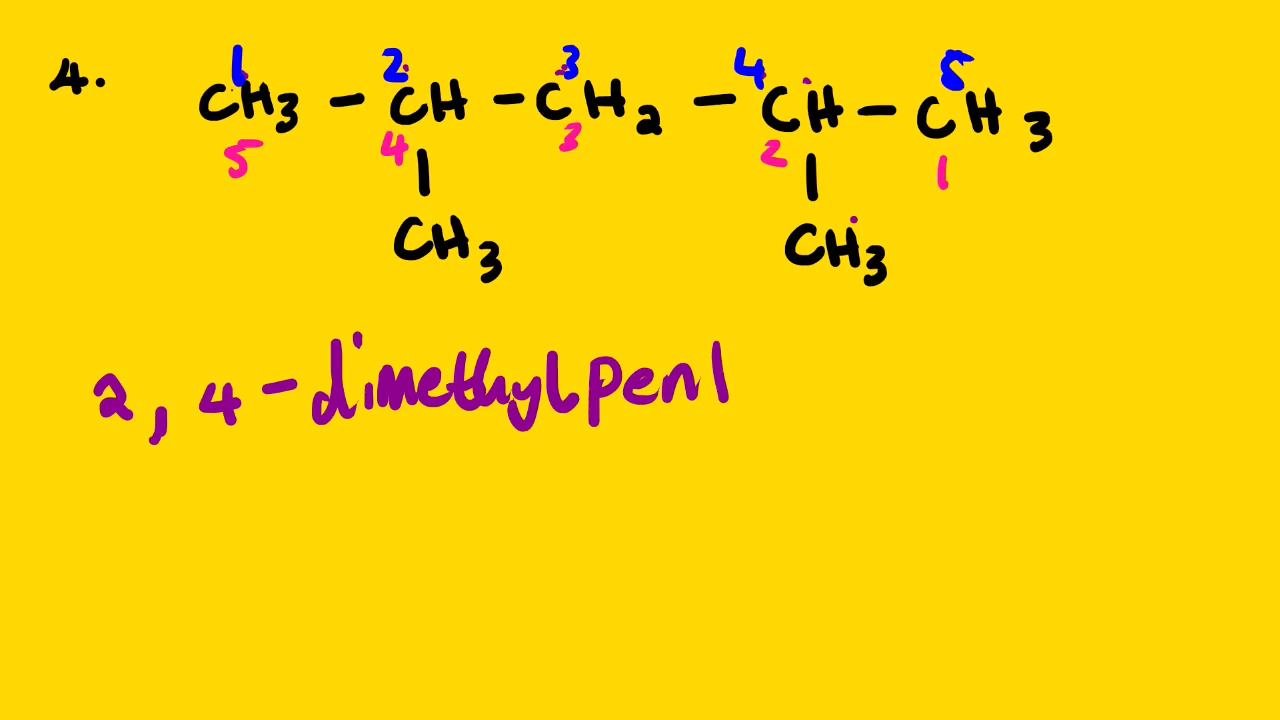 4.
1 2 3 4 5
CH3 - CH - CH2 - CH - CH3
5 4 3 2 1
| |
CH3 CH3
2, 4 - dimethylpen